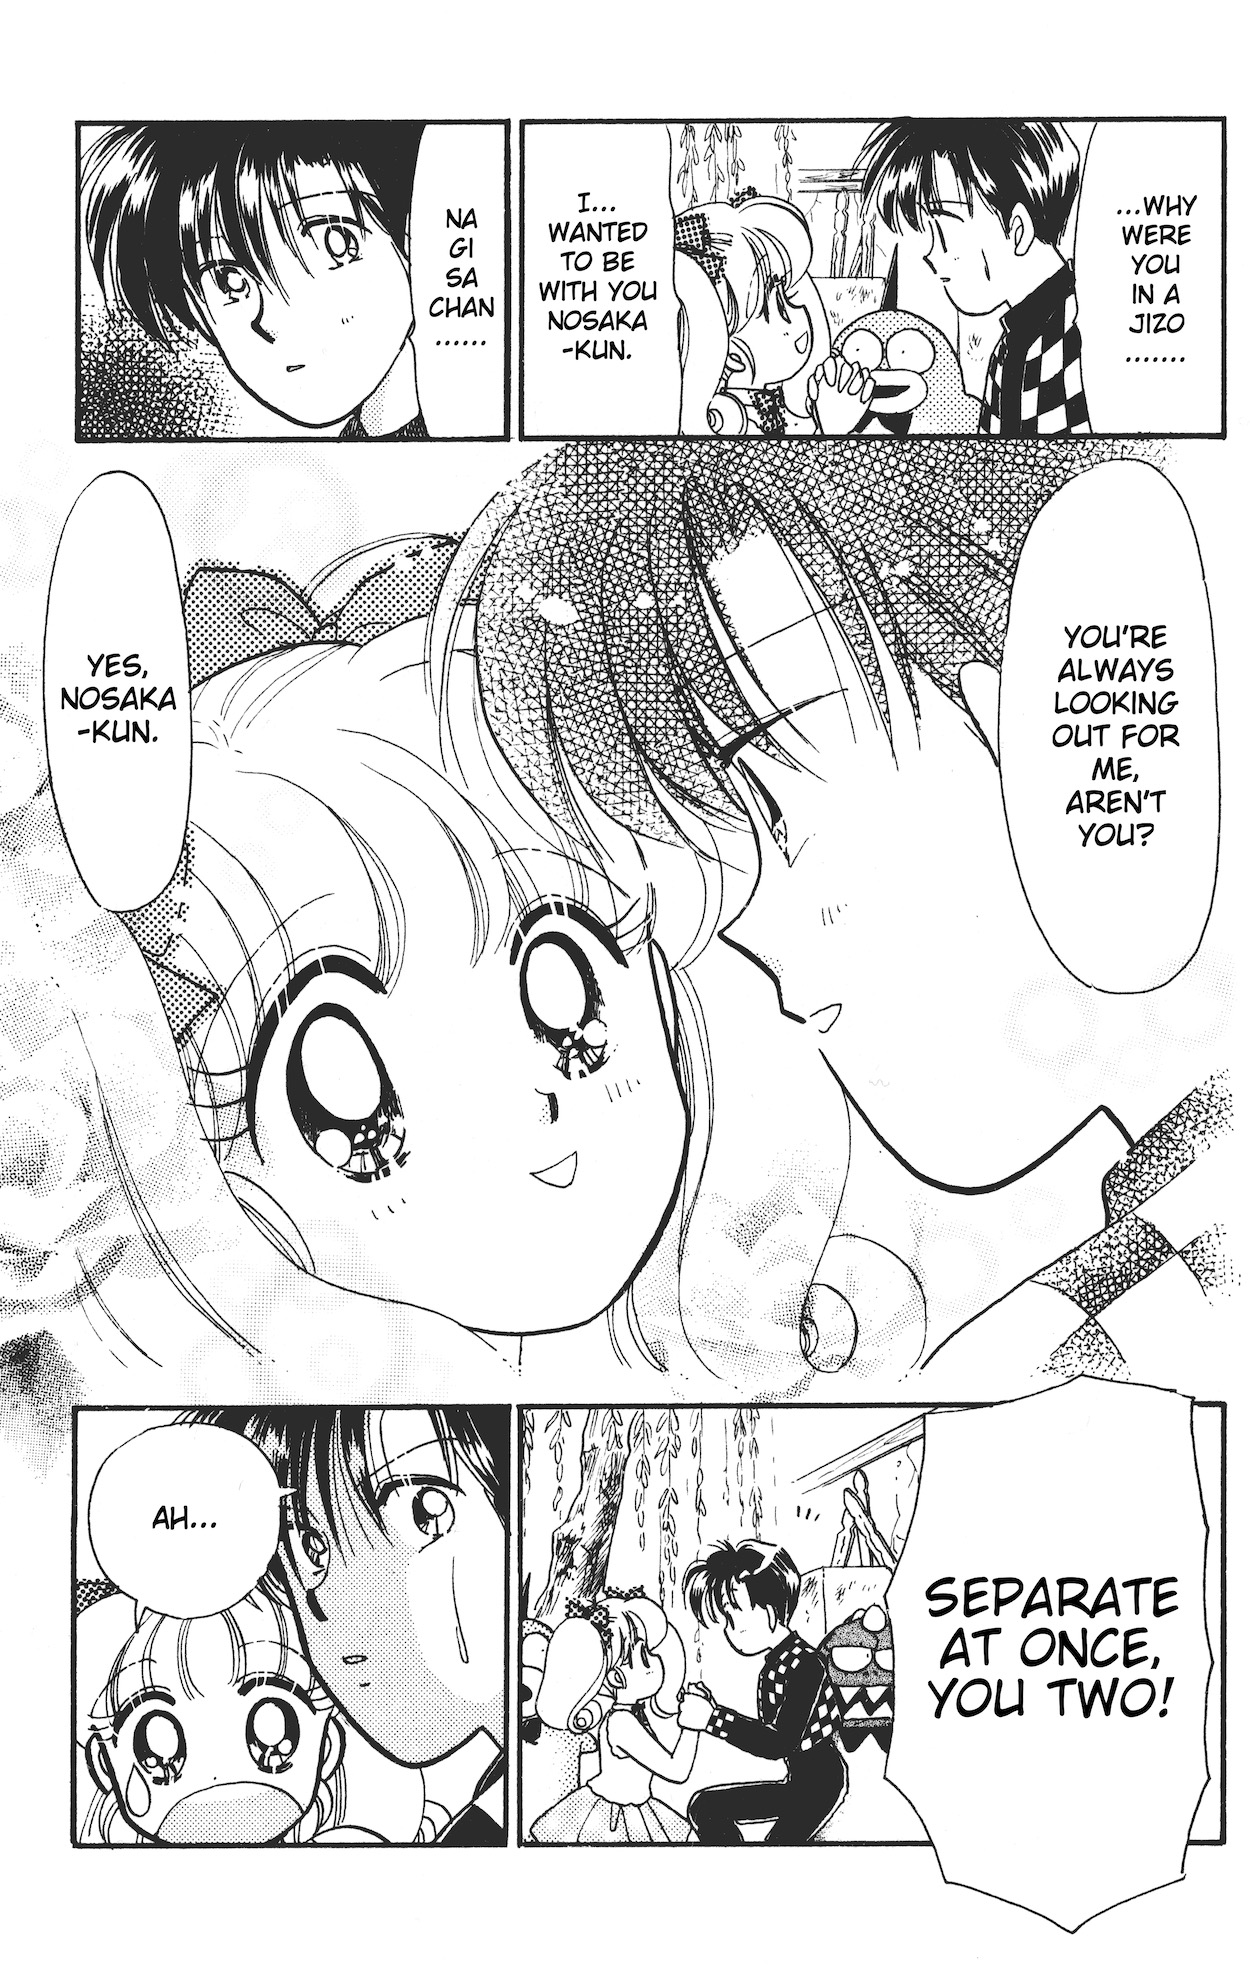 ...WHY
WERE
YOU
IN A
JIZO
.......
I...
WANTED
TO BE
WITH YOU
NOSAKA
-KUN.
NA
GI
SA
CHAN
......
YOU'RE
ALWAYS
LOOKING
OUT FOR
ME,
AREN'T
YOU?
YES,
NOSAKA
-KUN.
SEPARATE
AT ONCE,
YOU TWO!
AH...